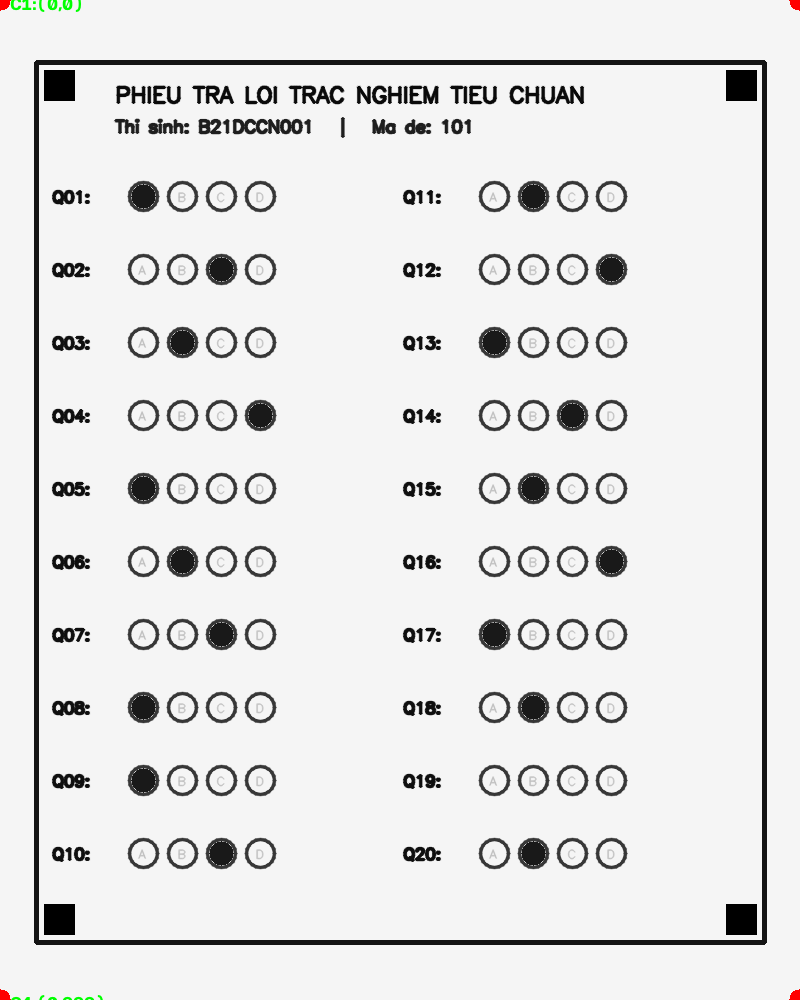 C1:(0,0)
PHIEU TRA LOI TRAC NGHIEM TIEU CHUAN
Thi sinh: B21DCCN001 | Ma de: 101
Q01: B C D
Q02: A B D
Q03: A C D
Q04: A B C
Q05: B C D
Q06: A C D
Q07: A B D
Q08: B C D
Q09: B C D
Q10: A B D
Q11: A C D
Q12: A B C
Q13: B C D
Q14: A B D
Q15: A C D
Q16: A B C
Q17: B C D
Q18: A C D
Q19: A B C D
Q20: A C D